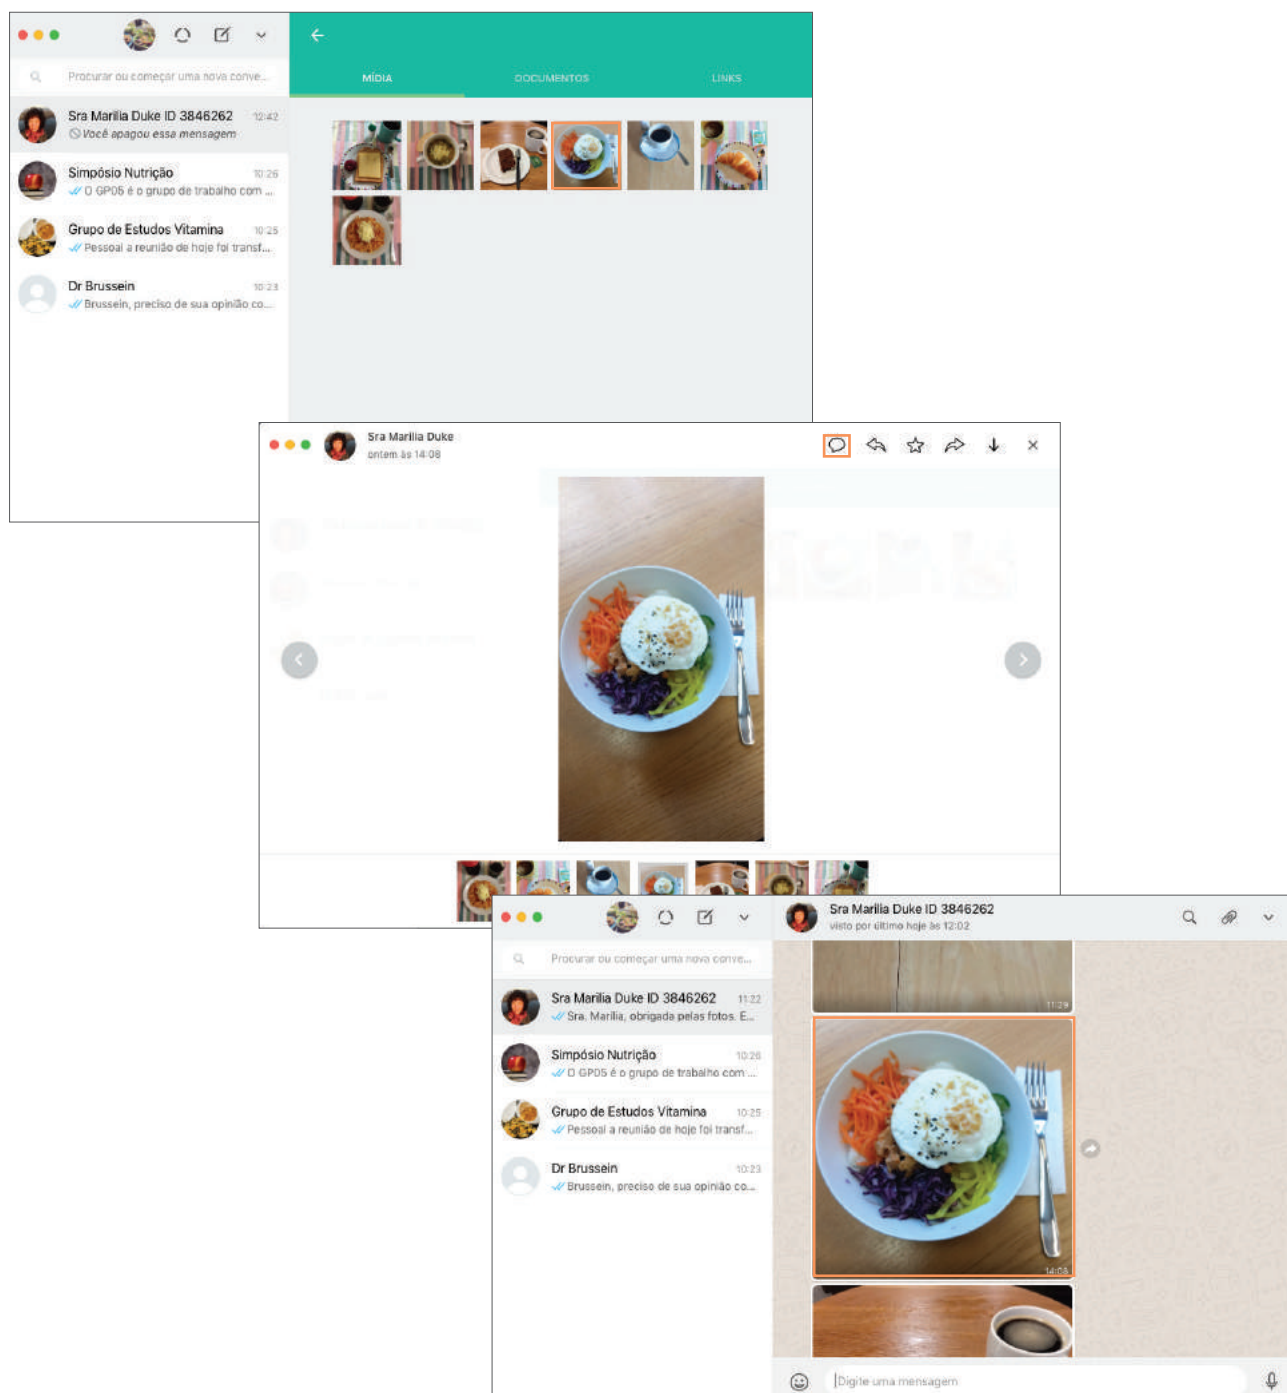 Procurar ou começar uma nova conve...
MÍDIA
DOCUMENTOS
LINKS
Sra Marilia Duke ID 3846262 12:42
Você apagou essa mensagem
Simpósio Nutrição 10:26
O GP05 é o grupo de trabalho com ...
Grupo de Estudos Vitamina 10:25
Pessoal a reunião de hoje foi transf...
Dr Brussein 10:23
Brussein, preciso de sua opinião co...
Sra Marilia Duke
ontem às 14:08
Sra Marilia Duke ID 3846262
visto por último hoje às 12:02
Procurar ou começar uma nova conve...
Sra Marilia Duke ID 3846262 11:22
Sra. Marilia, obrigada pelas fotos. E...
Simpósio Nutrição 10:26
O GP05 é o grupo de trabalho com ...
Grupo de Estudos Vitamina 10:25
Pessoal a reunião de hoje foi transf...
Dr Brussein 10:23
Brussein, preciso de sua opinião co...
11:29
14:08
Digite uma mensagem